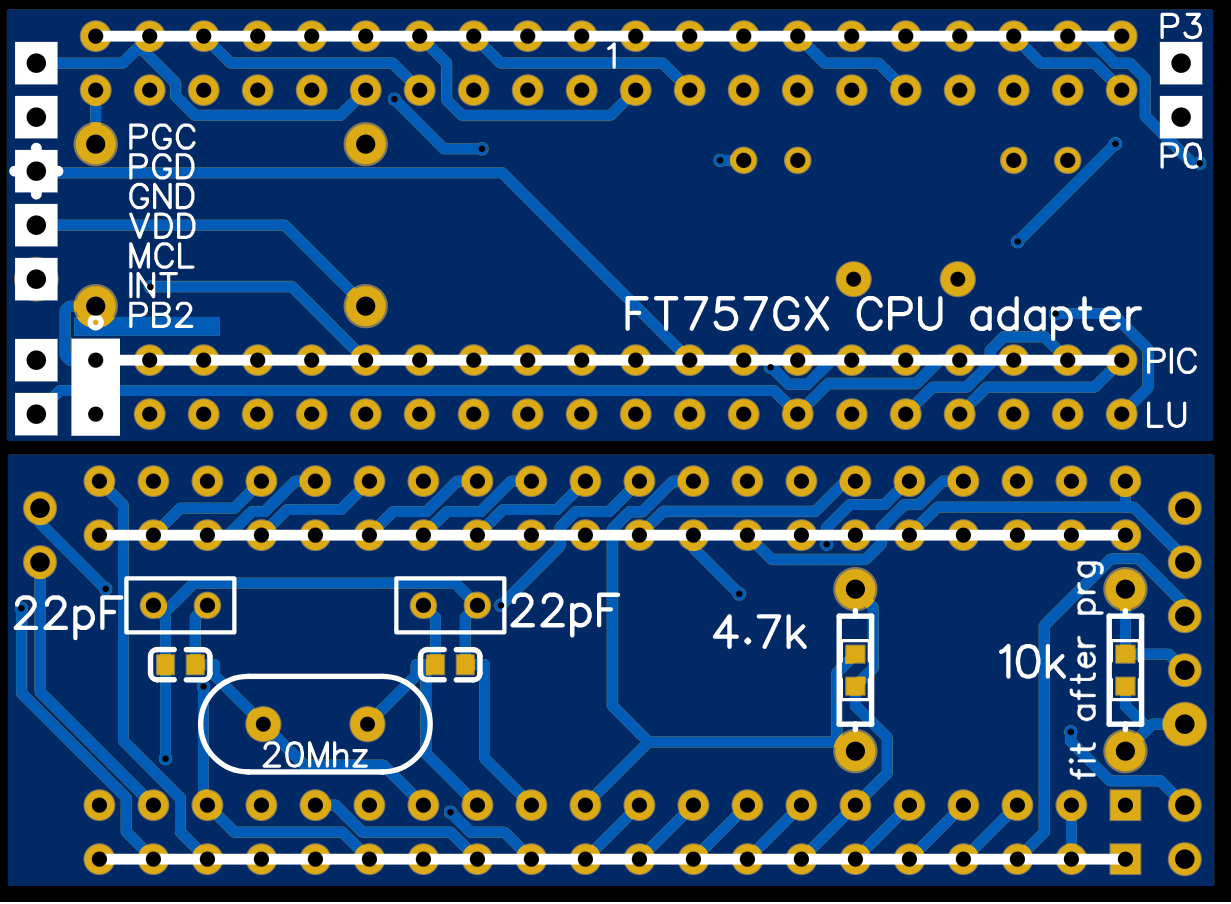 P3
1
PGC
PGD
P0
GND
VDD
MCL
INT
PB2
FT757GX CPU adapter
PIC
LU
22pF
22pF
4.7k
10k
fit after prg
20Mhz